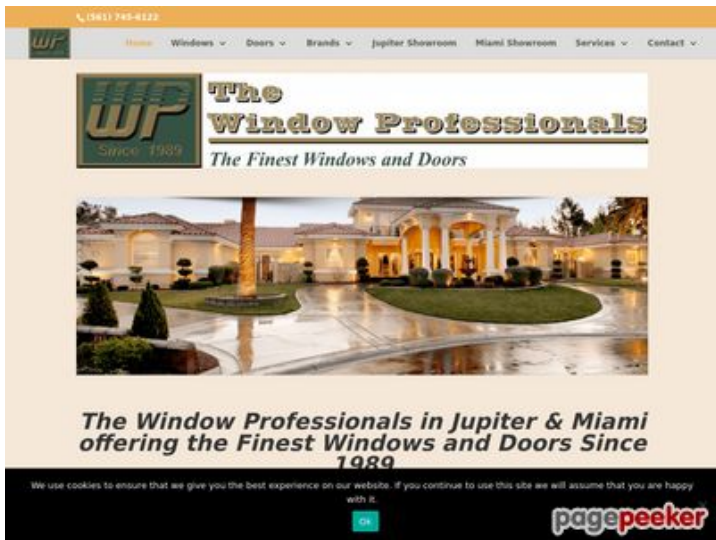 (561) 745-6122
WP
Home Windows Doors Brands Jupiter Showroom Miami Showroom Services Contact
WP
Since 1989
The
Window Professionals
The Finest Windows and Doors
The Window Professionals in Jupiter & Miami
offering the Finest Windows and Doors Since
1989
We use cookies to ensure that we give you the best experience on our website. If you continue to use this site we will assume that you are happy
with it.
Ok
pagepeeker